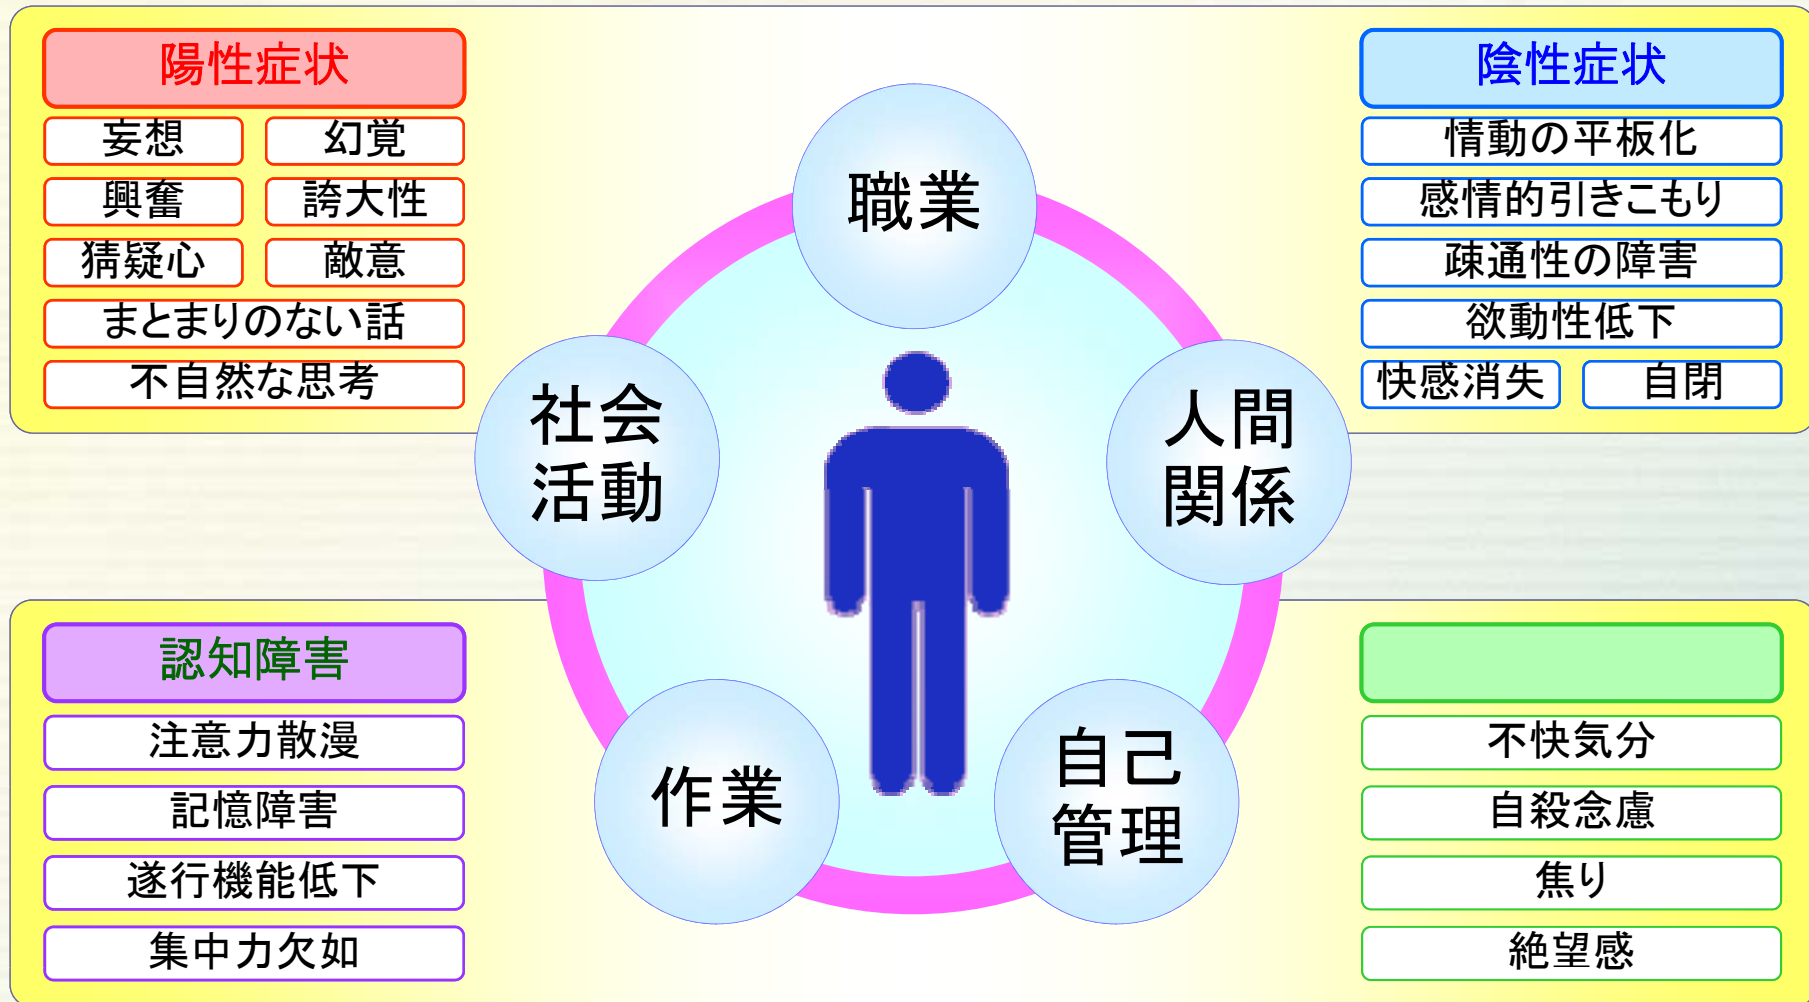 陽性症状
妄想
幻覚
興奮
誇大性
猜疑心
敵意
まとまりのない話
不自然な思考
陰性症状
情動の平板化
感情的引きこもり
疎通性の障害
欲動性低下
快感消失
自閉
職業
社会
活動
人間
関係
作業
自己
管理
認知障害
注意力散漫
記憶障害
遂行機能低下
集中力欠如
不快気分
自殺念慮
焦り
絶望感